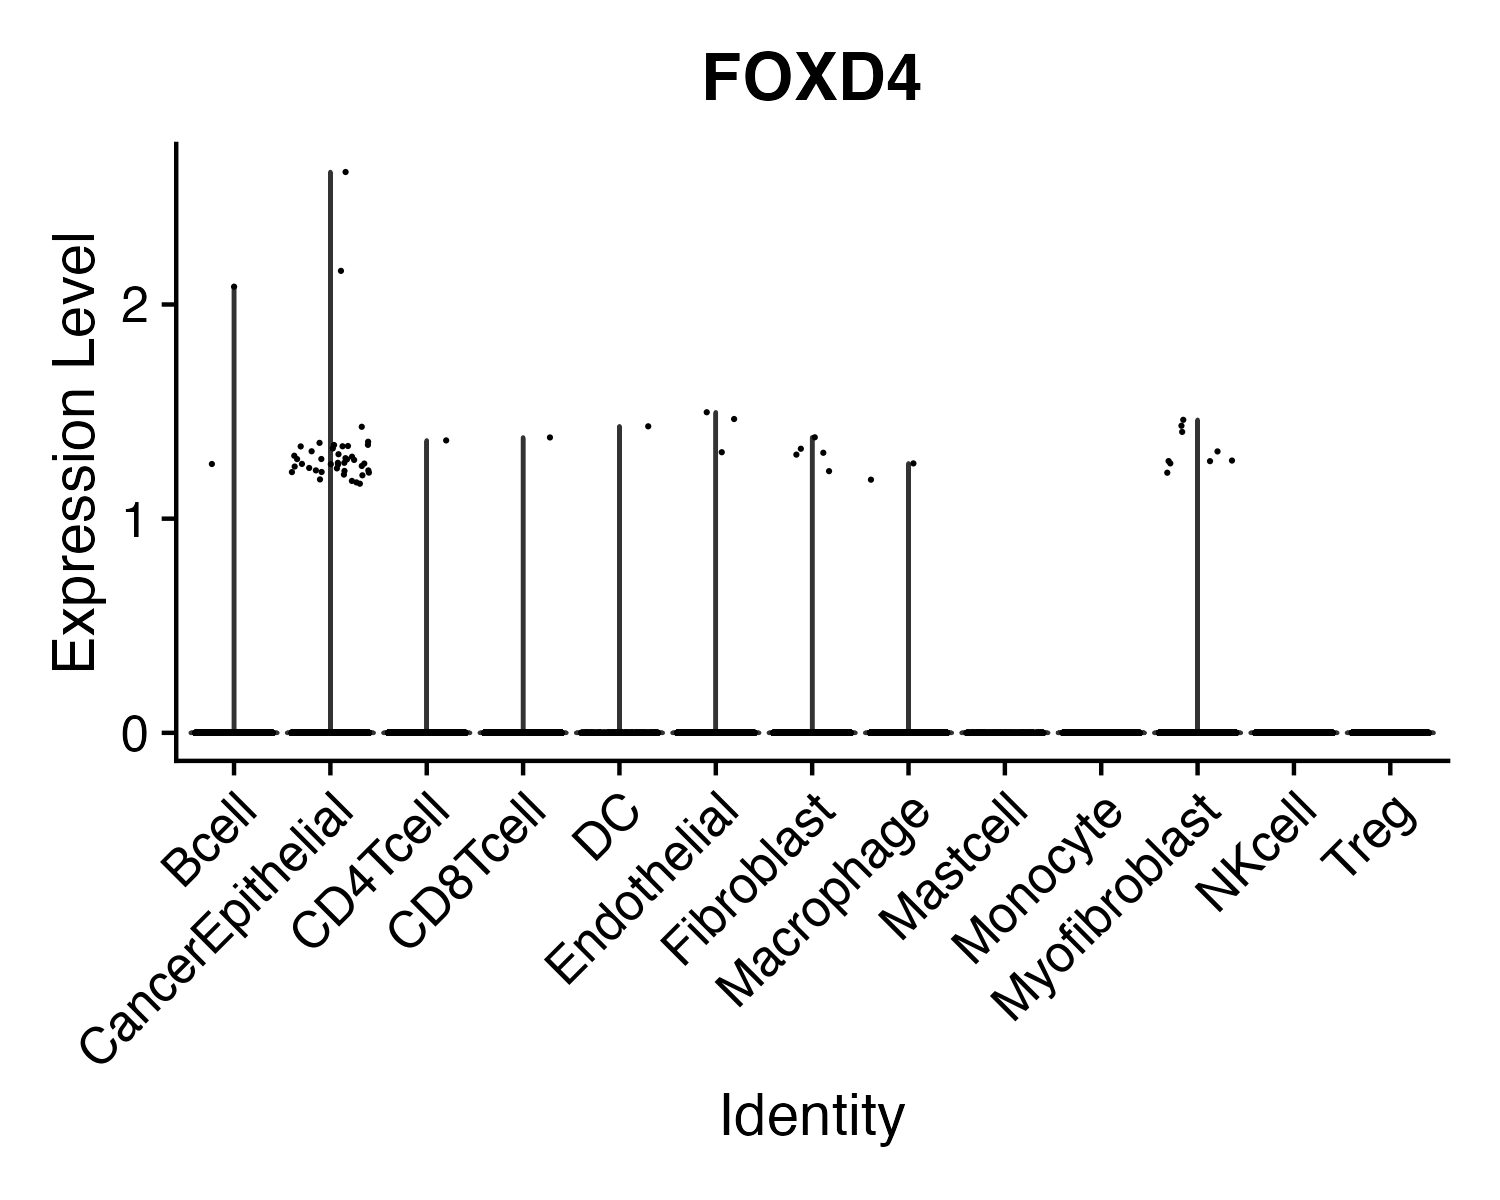 FOXD4
Expression Level
2
1
0
Bcell
CancerEpithelial
CD4Tcell
CD8Tcell
DC
Endothelial
Fibroblast
Macrophage
Mastcell
Monocyte
Myofibroblast
NKcell
Treg
Identity